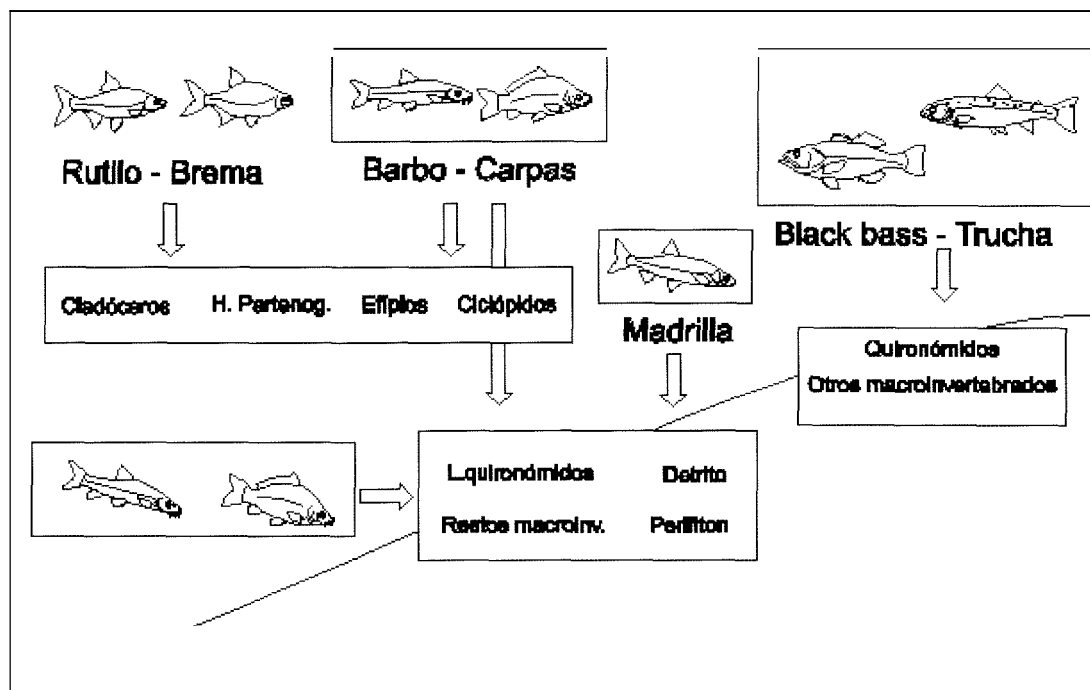 Rutilo - Brema
Barbo - Carpas
Black bass - Trucha
Cladóceros H. Partenog. Efipios Ciclópidos
Madrilla
Quironómidos
Otros macroinvertebrados
L.quironómidos Detrito
Restos macroinv. Perifiton